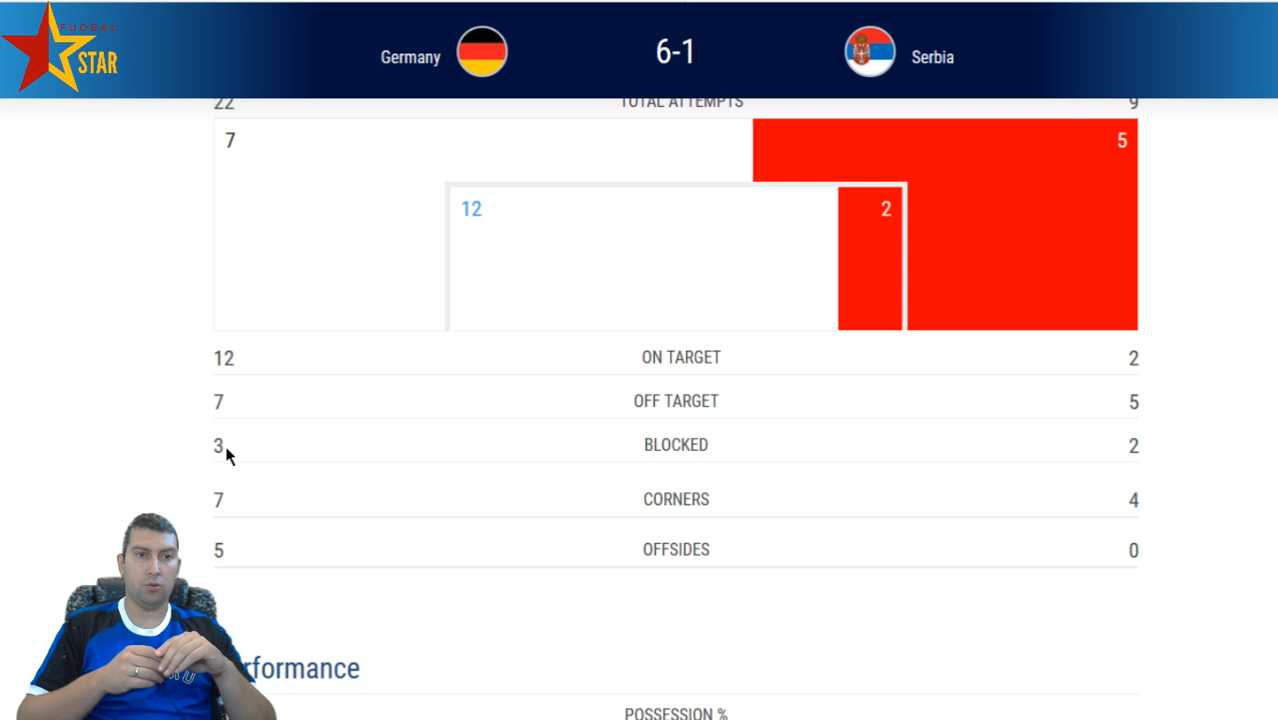 FUDBAL
STAR
Germany 6-1 Serbia
22 TOTAL ATTEMPTS 9
7 5
12 2
12 ON TARGET 2
7 OFF TARGET 5
3 BLOCKED 2
7 CORNERS 4
5 OFFSIDES 0
rformance
POSSESSION %